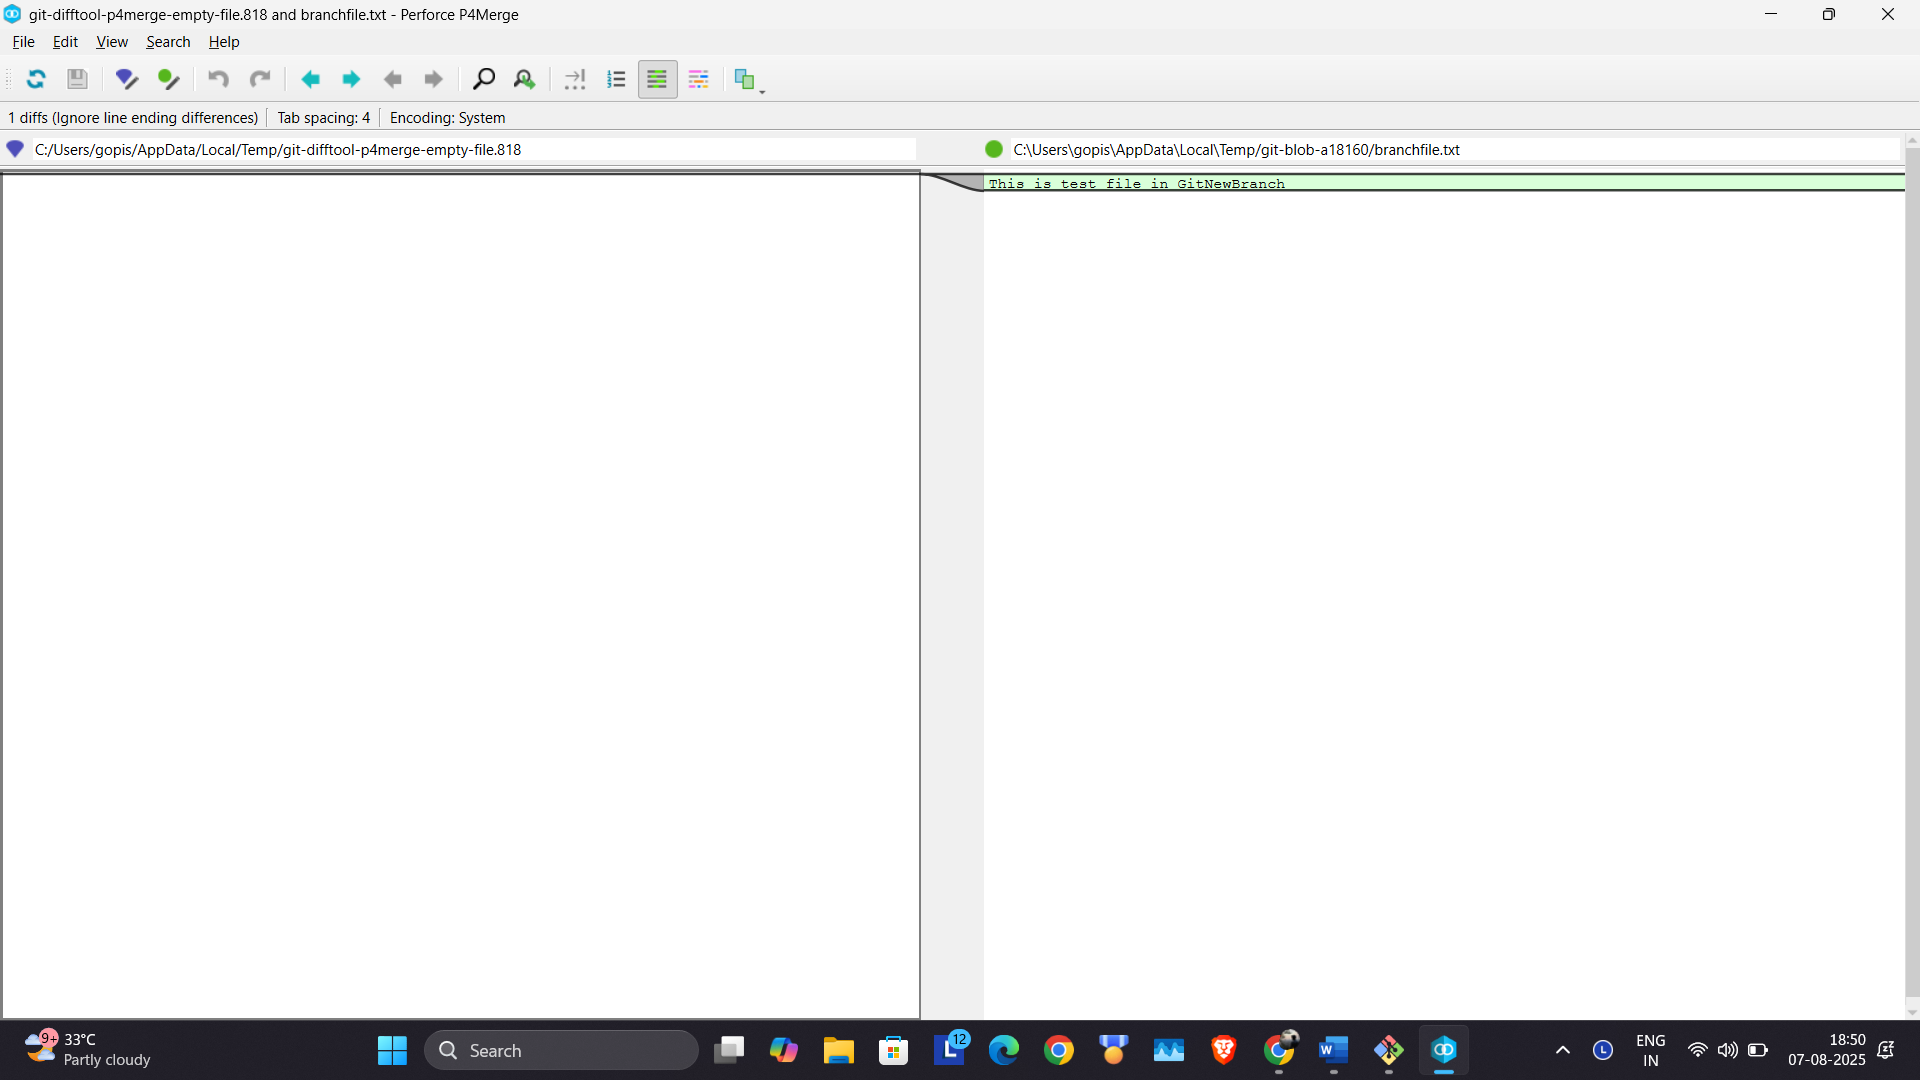 git-difftool-p4merge-empty-file.818 and branchfile.txt - Perforce P4Merge
File Edit View Search Help
1 diffs (Ignore line ending differences) Tab spacing: 4 Encoding: System
C:/Users/gopis/AppData/Local/Temp/git-difftool-p4merge-empty-file.818
C:\Users\gopis\AppData\Local\Temp/git-blob-a18160/branchfile.txt
This is test file in GitNewBranch
9+ 33°C
Partly cloudy
Search
L 12
W
L
ENG
IN
18:50
07-08-2025